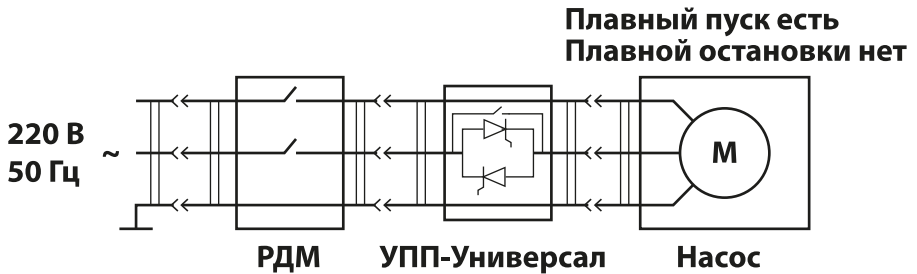 Плавный пуск есть
Плавной остановки нет
220 В
50 Гц
~
М
РДМ
УПП-Универсал
Насос